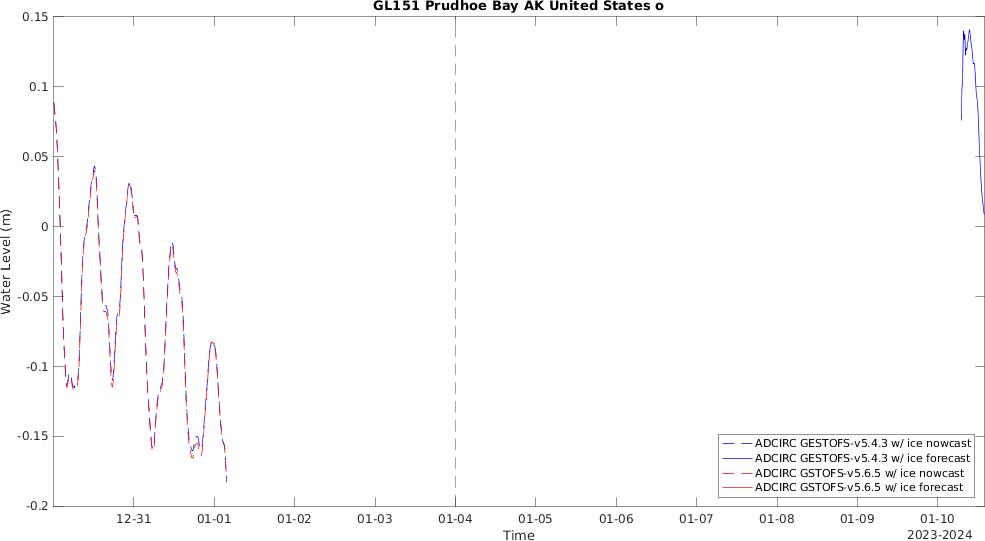 GL151 Prudhoe Bay AK United States o
0.15
0.1
0.05
0
-0.05
-0.1
-0.15
-0.2
Water Level (m)
12-31 01-01 01-02 01-03 01-04 01-05 01-06 01-07 01-08 01-09 01-10
Time
2023-2024
ADCIRC GESTOFS-v5.4.3 w/ ice nowcast
ADCIRC GESTOFS-v5.4.3 w/ ice forecast
ADCIRC GSTOFS-v5.6.5 w/ ice nowcast
ADCIRC GSTOFS-v5.6.5 w/ ice forecast